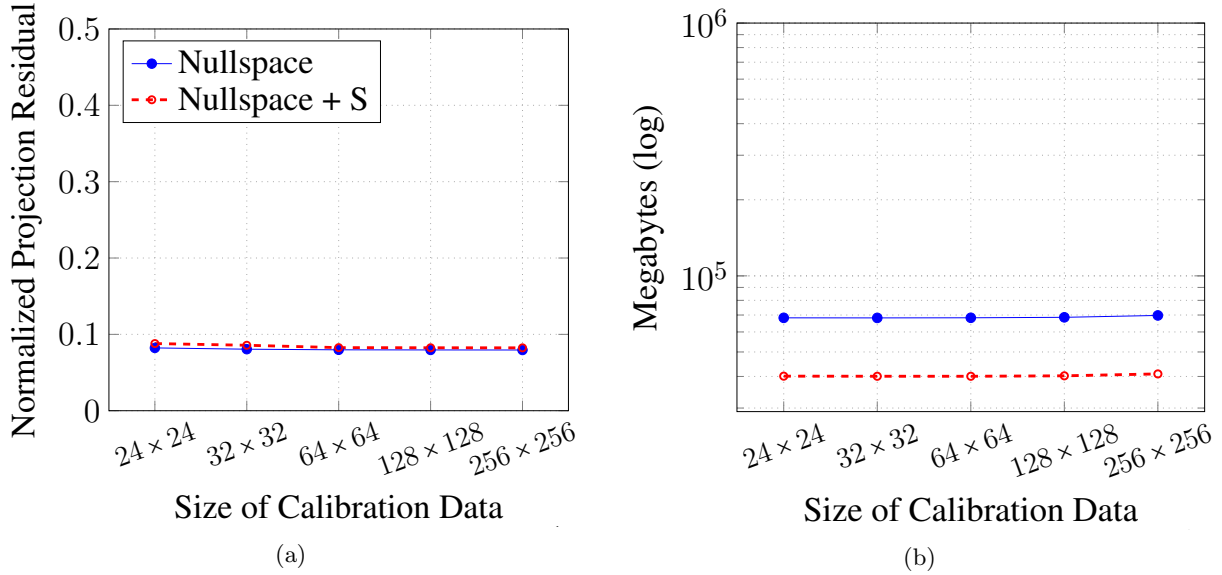 Normalized Projection Residual
0.5
0.4
0.3
0.2
0.1
0
Nullspace
Nullspace + S
24 × 24
32 × 32
64 × 64
128 × 128
256 × 256
Size of Calibration Data
(a)
Megabytes (log)
10^6
10^5
24 × 24
32 × 32
64 × 64
128 × 128
256 × 256
Size of Calibration Data
(b)